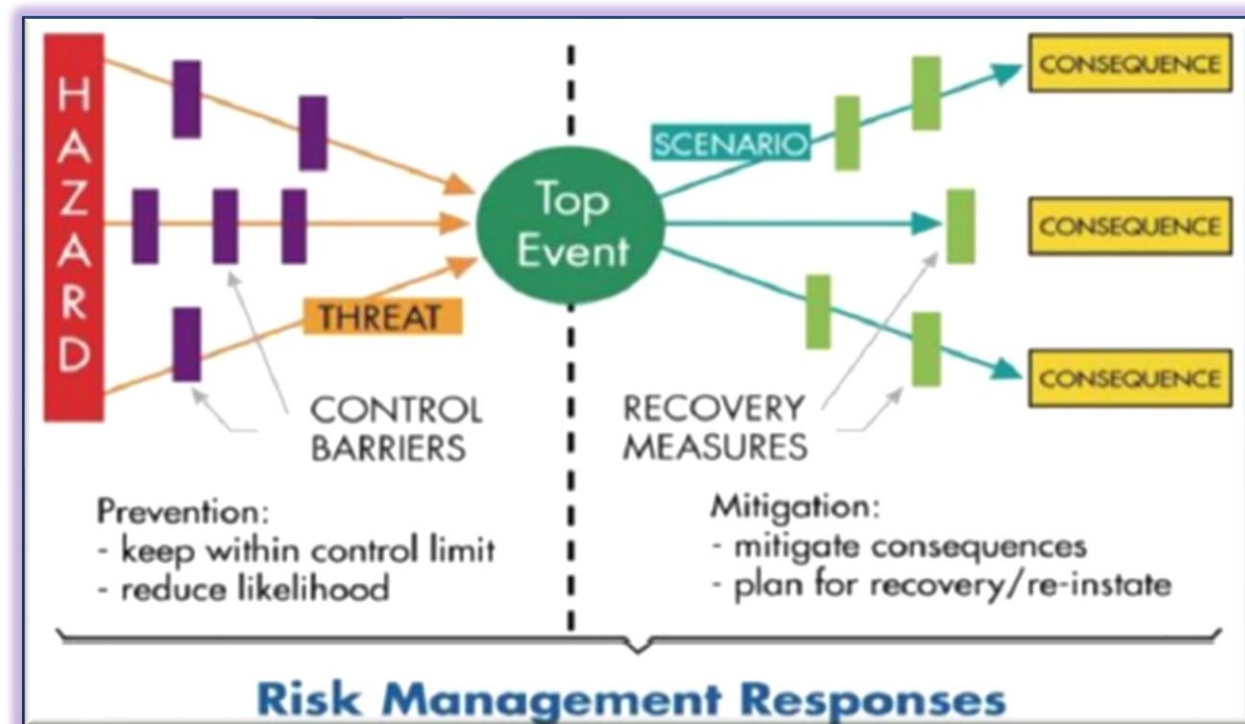 HAZARD
CONSEQUENCE
SCENARIO
Top
Event
CONSEQUENCE
THREAT
CONSEQUENCE
CONTROL
BARRIERS
RECOVERY
MEASURES
Prevention:
- keep within control limit
- reduce likelihood
Mitigation:
- mitigate consequences
- plan for recovery/re-instate
Risk Management Responses